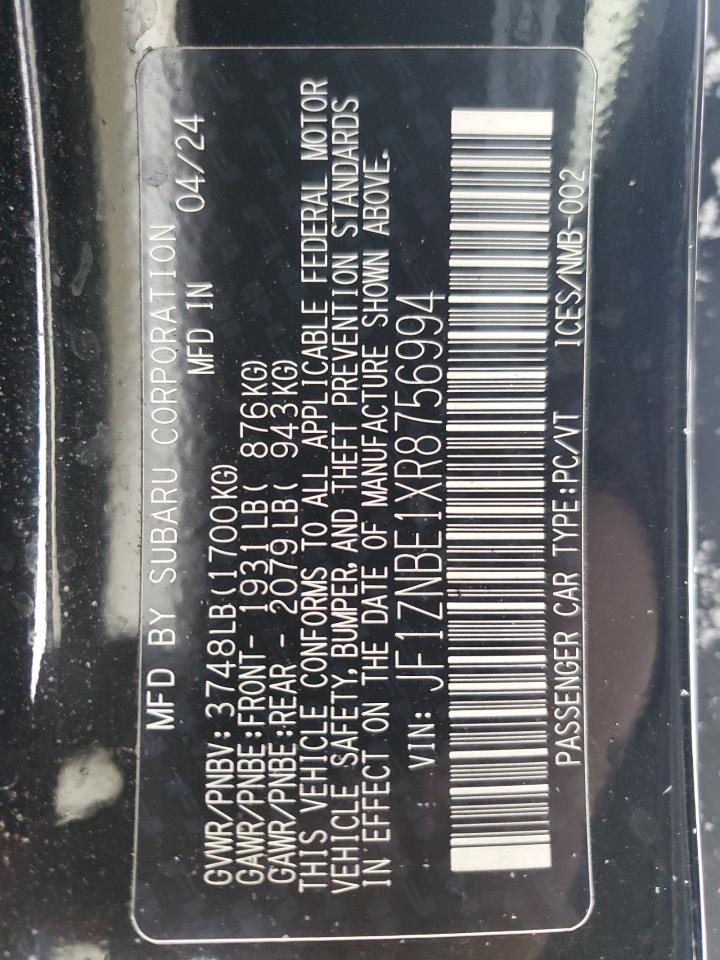 MFD BY SUBARU CORPORATION
MFD IN 04/24
GVWR/PNBV: 3748LB(1700KG)
GAWR/PNBE:FRONT- 1931LB( 876KG)
GAWR/PNBE:REAR - 2079LB( 943KG)
THIS VEHICLE CONFORMS TO ALL APPLICABLE FEDERAL MOTOR
VEHICLE SAFETY,BUMPER,AND THEFT PREVENTION STANDARDS
IN EFFECT ON THE DATE OF MANUFACTURE SHOWN ABOVE.
VIN: JF1ZNBE1XR8756994
PASSENGER CAR TYPE:PC/VT ICES/NMB-002